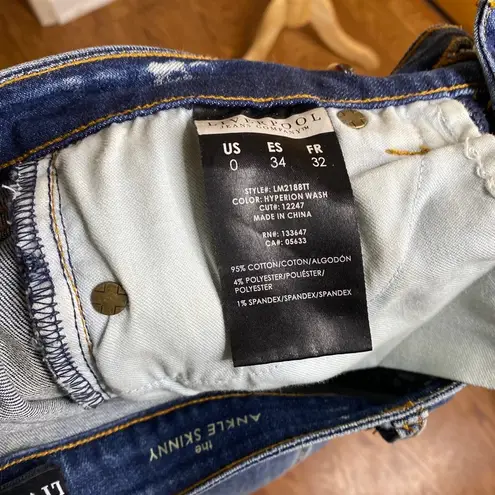 LIVERPOOL
JEANS COMPANY™
US ES FR
0 34 32
STYLE#: LM2188TT
COLOR: HYPERION WASH
CUT#: 12247
MADE IN CHINA
RN#: 133647
CA#: 05633
95% COTTON/COTON/ALGODÓN
4% POLYESTER/POLIÉSTER/
POLYESTER
1% SPANDEX/SPANDEX/SPANDEX
the
ANKLE SKINNY